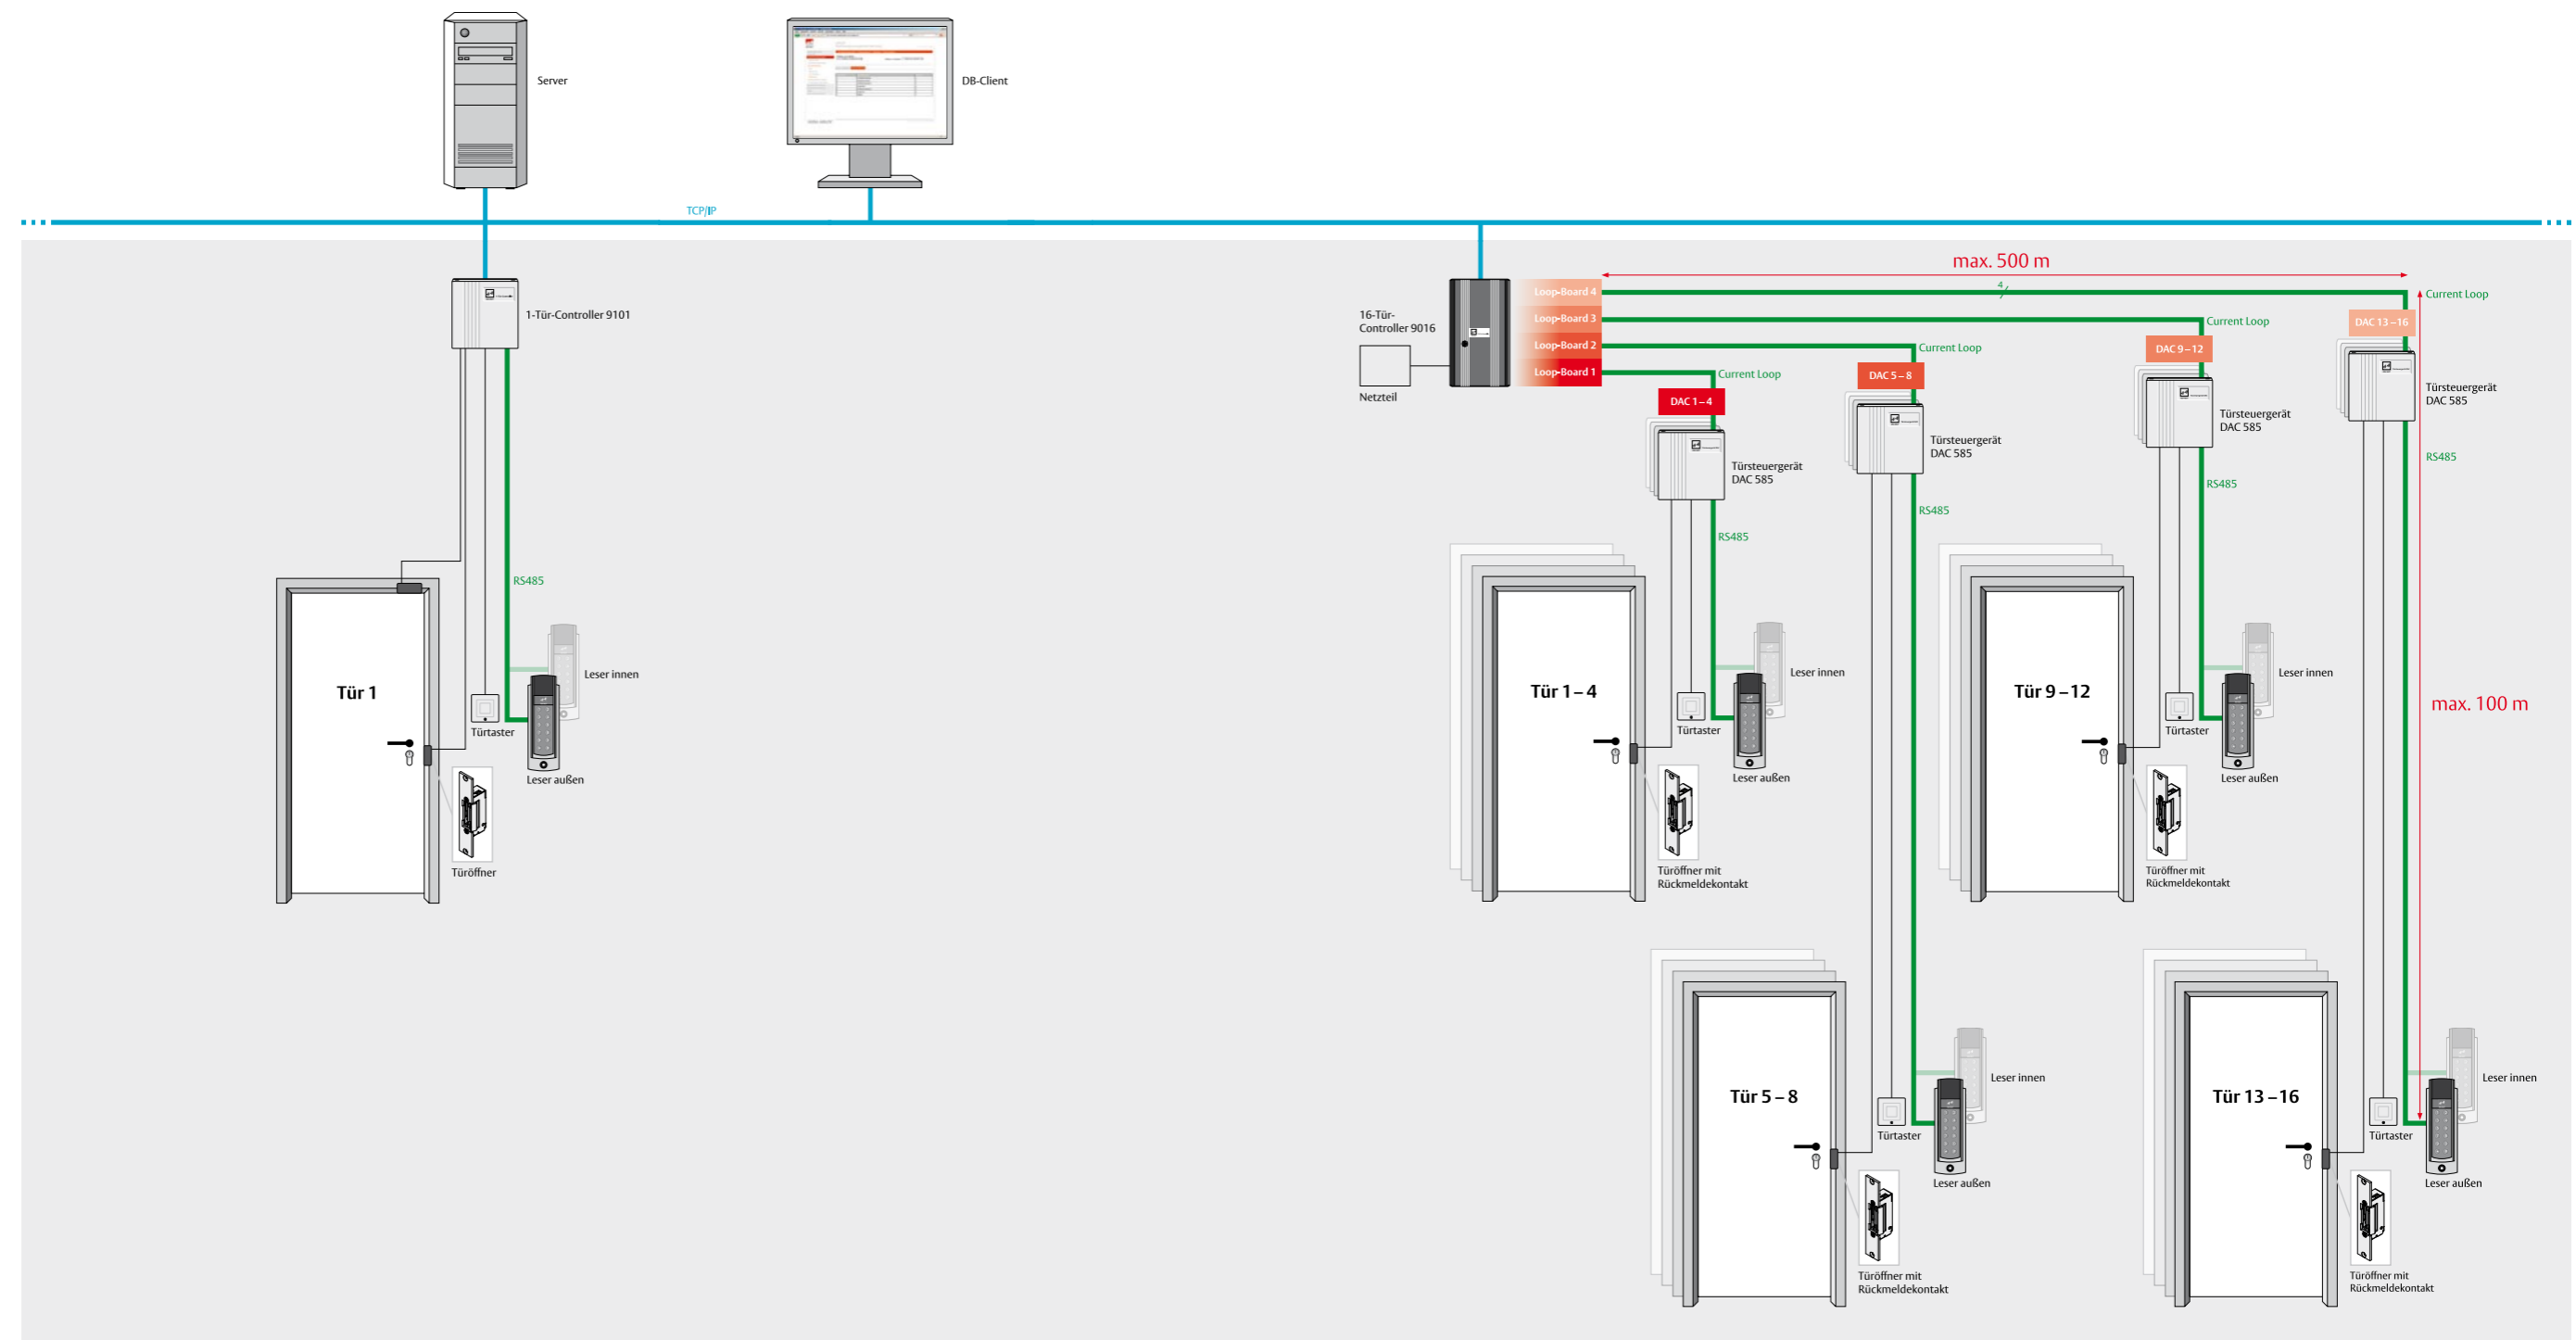 Server
DB-Client
TCP/IP
1-Tür-Controller 9101
RS485
Tür 1
Leser innen
Türtaster
Leser außen
Türöffner
16-Tür-
Controller 9016
Netzteil
Loop-Board 4
Loop-Board 3
Loop-Board 2
Loop-Board 1
max. 500 m
4
Current Loop
Current Loop
Current Loop
Current Loop
DAC 1–4
DAC 5–8
DAC 9–12
DAC 13–16
Türsteuergerät
DAC 585
Türsteuergerät
DAC 585
Türsteuergerät
DAC 585
Türsteuergerät
DAC 585
RS485
RS485
RS485
RS485
max. 100 m
Tür 1–4
Leser innen
Türtaster
Leser außen
Türöffner mit
Rückmeldekontakt
Tür 9–12
Leser innen
Türtaster
Leser außen
Türöffner mit
Rückmeldekontakt
Tür 5–8
Leser innen
Türtaster
Leser außen
Türöffner mit
Rückmeldekontakt
Tür 13–16
Leser innen
Türtaster
Leser außen
Türöffner mit
Rückmeldekontakt